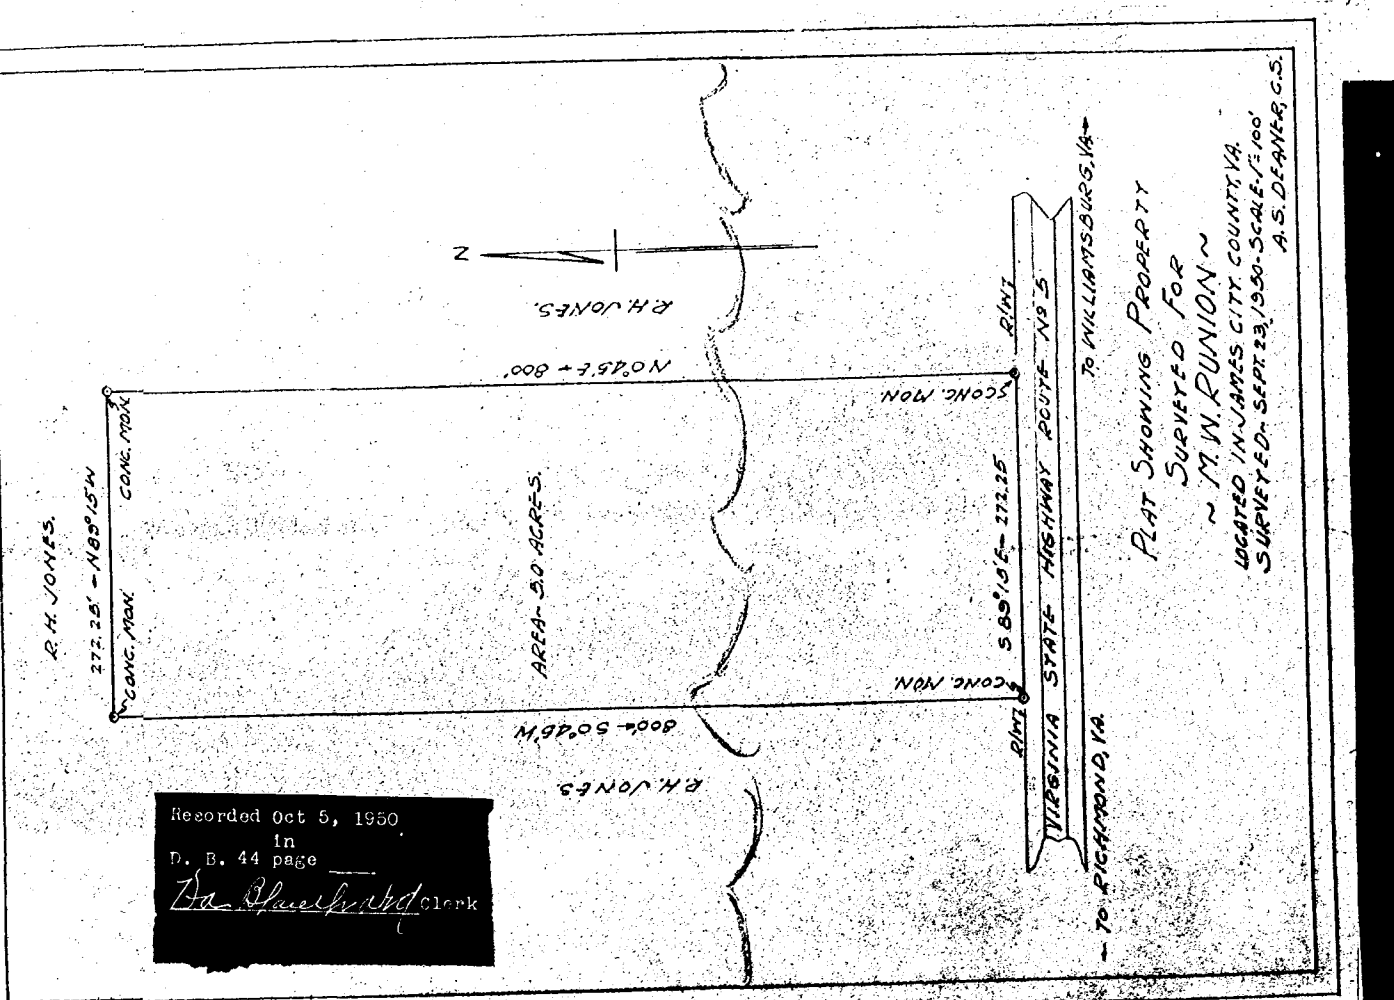 PLAT SHOWING PROPERTY
SURVEYED FOR
~ M.W. RUNION ~
LOCATED IN JAMES CITY COUNTY, VA.
SURVEYED - SEPT. 23, 1950 - SCALE - 1" = 100'
A. S. DEANER, C.S.
R. H. JONES.
272.25' - N 89° 15' W
CONC. MON.
CONC. MON.
N
R. H. JONES.
N 0° 45' E - 800'
AREA - 5.0 ACRES.
800' - S 0° 45' W
R. H. JONES
CONC. MON.
CONC. MON
S 89° 15' E - 272.25
R/W
R/W
VIRGINIA STATE HIGHWAY ROUTE Nº 5
TO WILLIAMSBURG, VA →
← TO RICHMOND, VA.
Recorded Oct 5, 1950
in
D. B. 44 page ____
Clerk